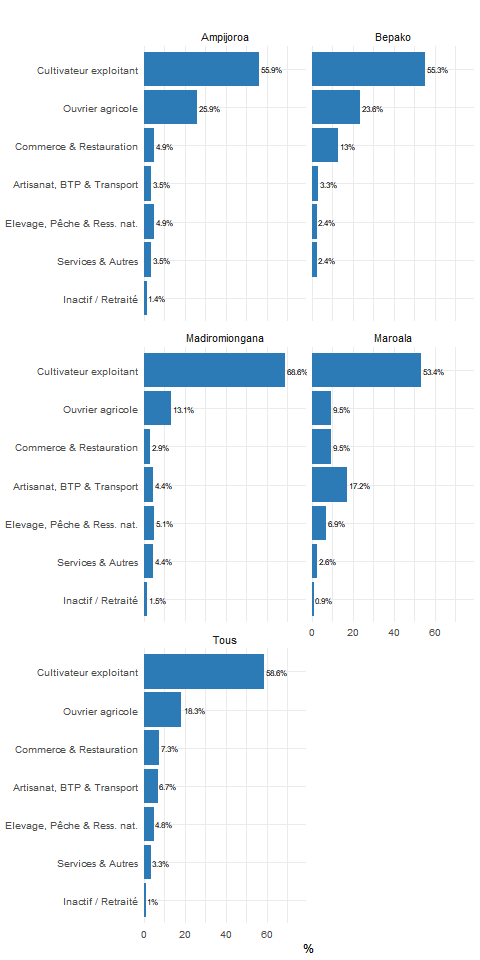 Ampijoroa Bepako
Cultivateur exploitant 55.9% 55.3%
Ouvrier agricole 25.9% 23.6%
Commerce & Restauration 4.9% 13%
Artisanat, BTP & Transport 3.5% 3.3%
Elevage, Pêche & Ress. nat. 4.9% 2.4%
Services & Autres 3.5% 2.4%
Inactif / Retraité 1.4%
Madiromiongana Maroala
Cultivateur exploitant 68.6% 53.4%
Ouvrier agricole 13.1% 9.5%
Commerce & Restauration 2.9% 9.5%
Artisanat, BTP & Transport 4.4% 17.2%
Elevage, Pêche & Ress. nat. 5.1% 6.9%
Services & Autres 4.4% 2.6%
Inactif / Retraité 1.5% 0.9%
0 20 40 60
Tous
Cultivateur exploitant 58.6%
Ouvrier agricole 18.3%
Commerce & Restauration 7.3%
Artisanat, BTP & Transport 6.7%
Elevage, Pêche & Ress. nat. 4.8%
Services & Autres 3.3%
Inactif / Retraité 1%
0 20 40 60
%